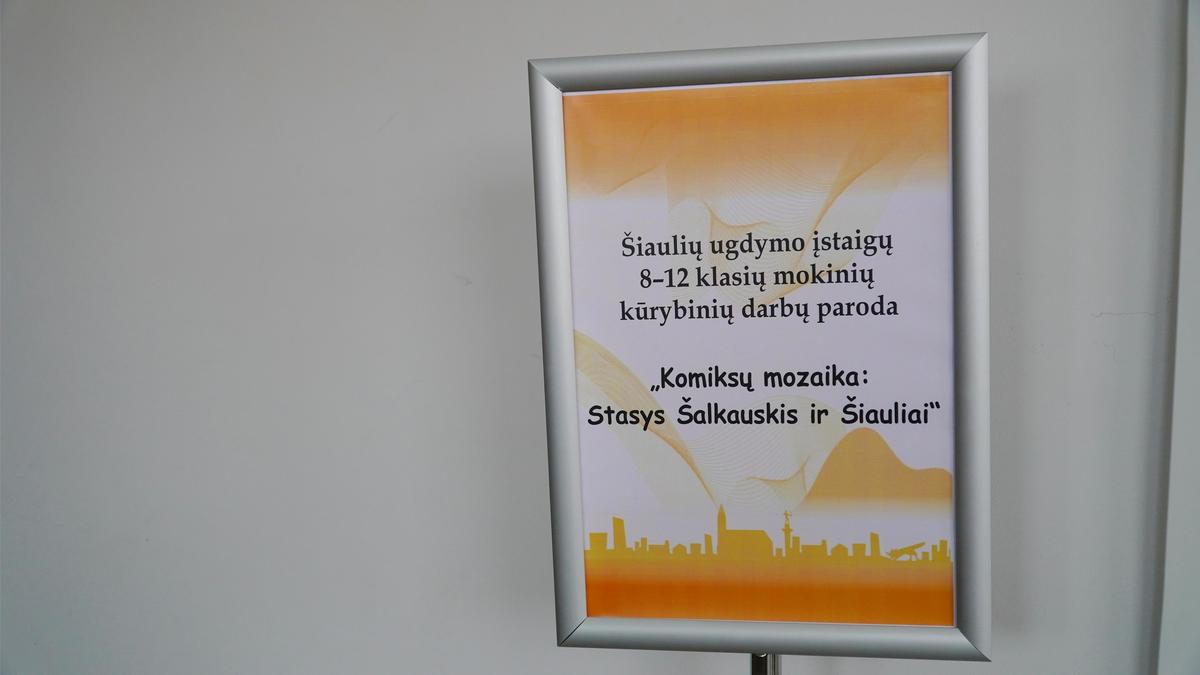 Šiaulių ugdymo įstaigų
8–12 klasių mokinių
kūrybinių darbų paroda
„Komiksų mozaika:
Stasys Šalkauskis ir Šiauliai“